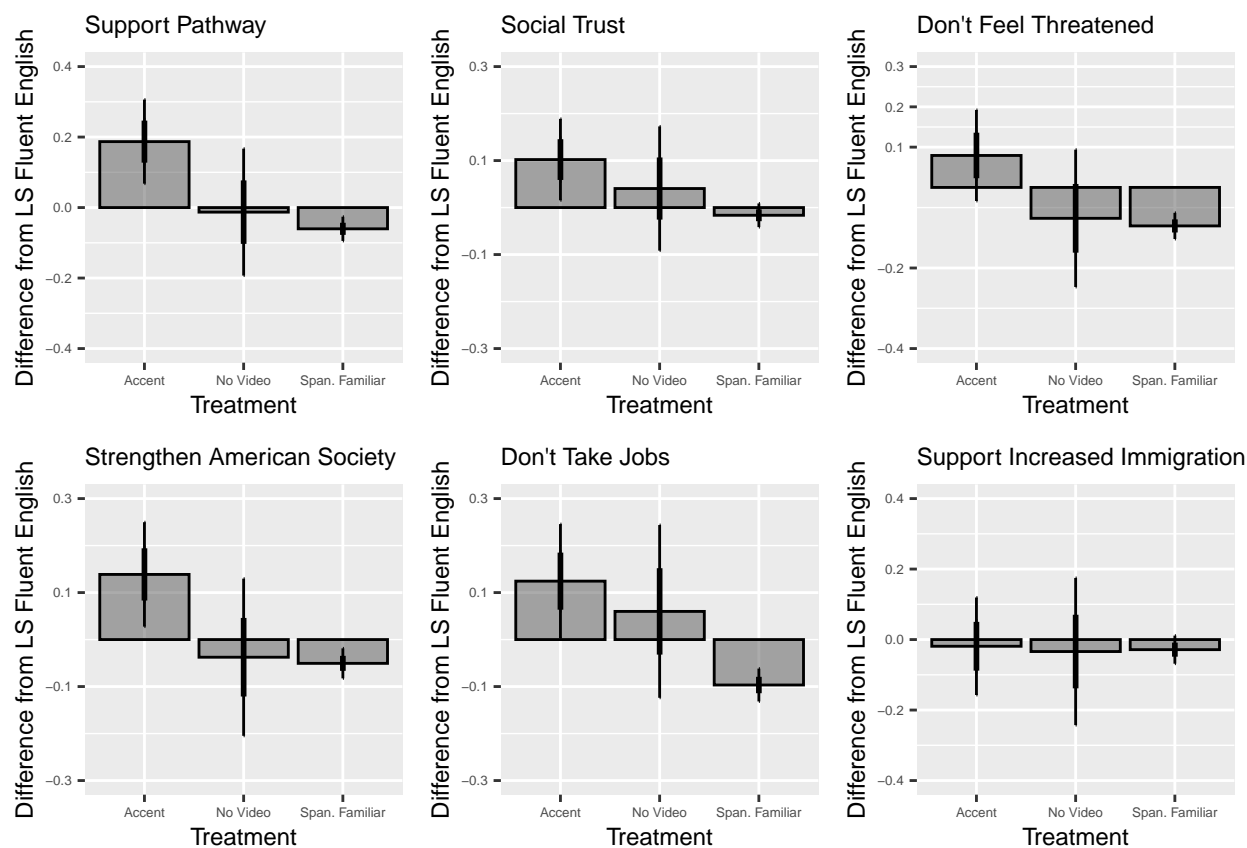 Support Pathway
Difference from LS Fluent English
0.4
0.2
0.0
−0.2
−0.4
Accent No Video Span. Familiar
Treatment
Social Trust
Difference from LS Fluent English
0.3
0.1
−0.1
−0.3
Accent No Video Span. Familiar
Treatment
Don't Feel Threatened
Difference from LS Fluent English
0.3
0.2
0.1
−0.2
−0.4
Accent No Video Span. Familiar
Treatment
Strengthen American Society
Difference from LS Fluent English
0.3
0.1
−0.1
−0.3
Accent No Video Span. Familiar
Treatment
Don't Take Jobs
Difference from LS Fluent English
0.3
0.1
−0.1
−0.3
Accent No Video Span. Familiar
Treatment
Support Increased Immigration
Difference from LS Fluent English
0.4
0.2
0.0
−0.2
−0.4
Accent No Video Span. Familiar
Treatment